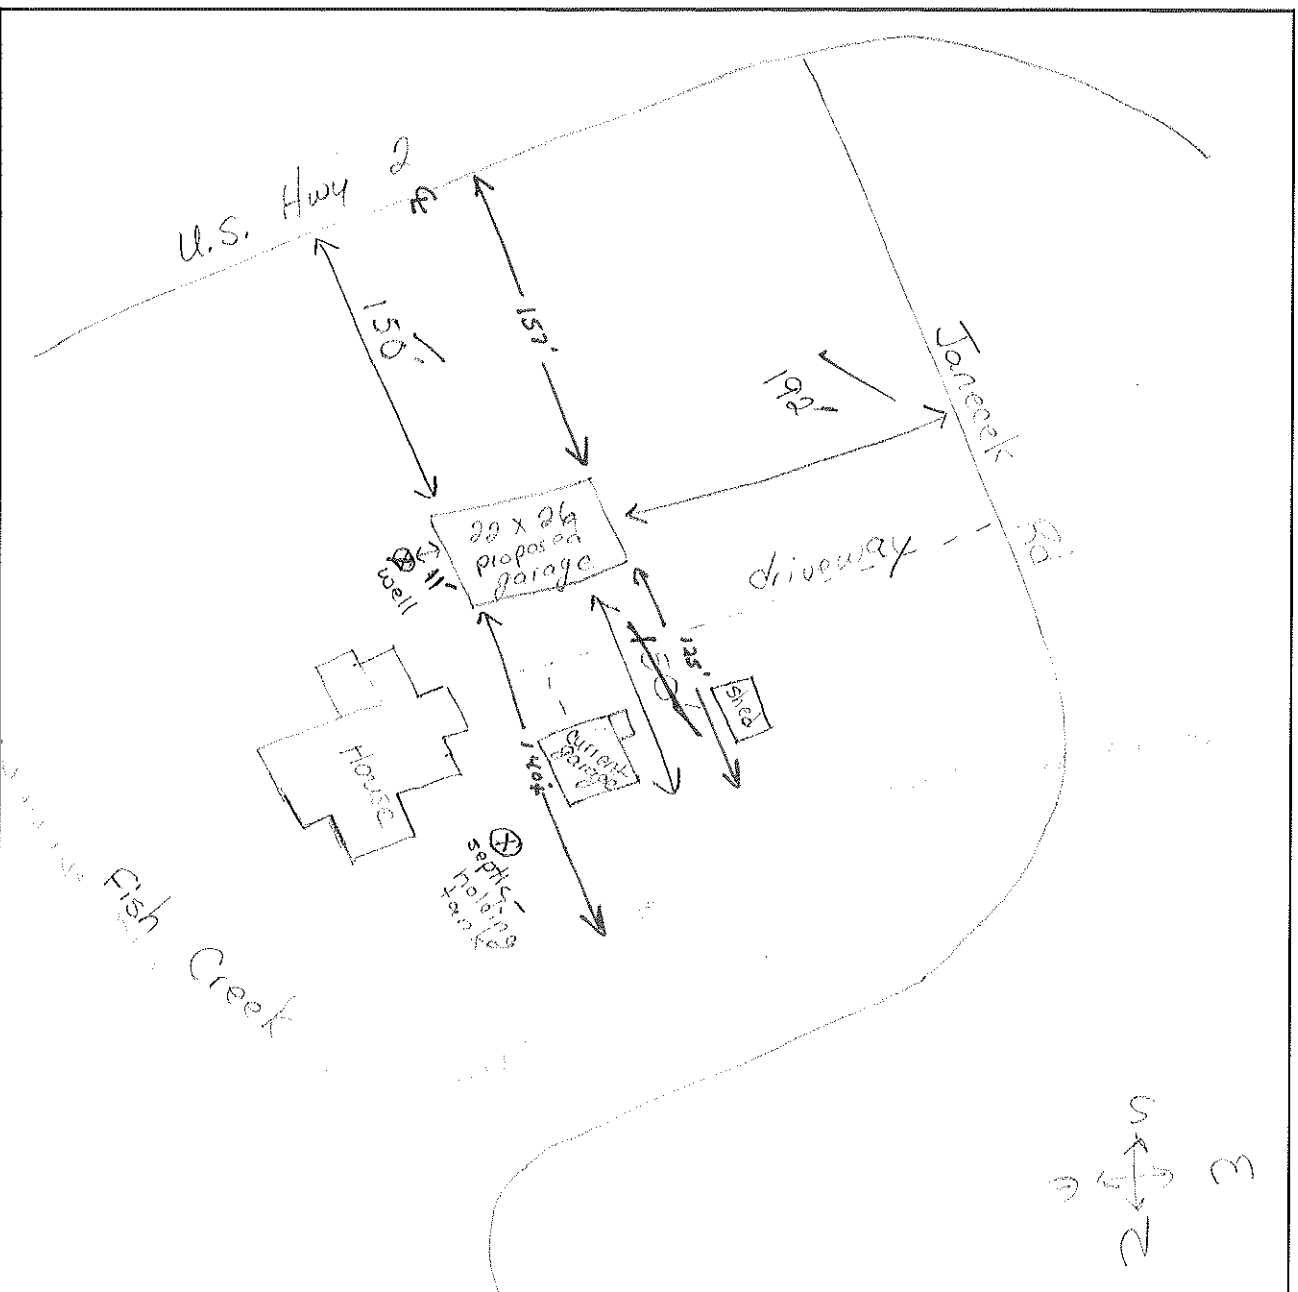 U.S. Hwy 2
℄
150'
157'
192'
Janecek Rd.
22 x 26
proposed
garage
11'
well
driveway
125'
150'
shed
current
garage
140±
House
septic
holding
tank
Fish Creek
S
N